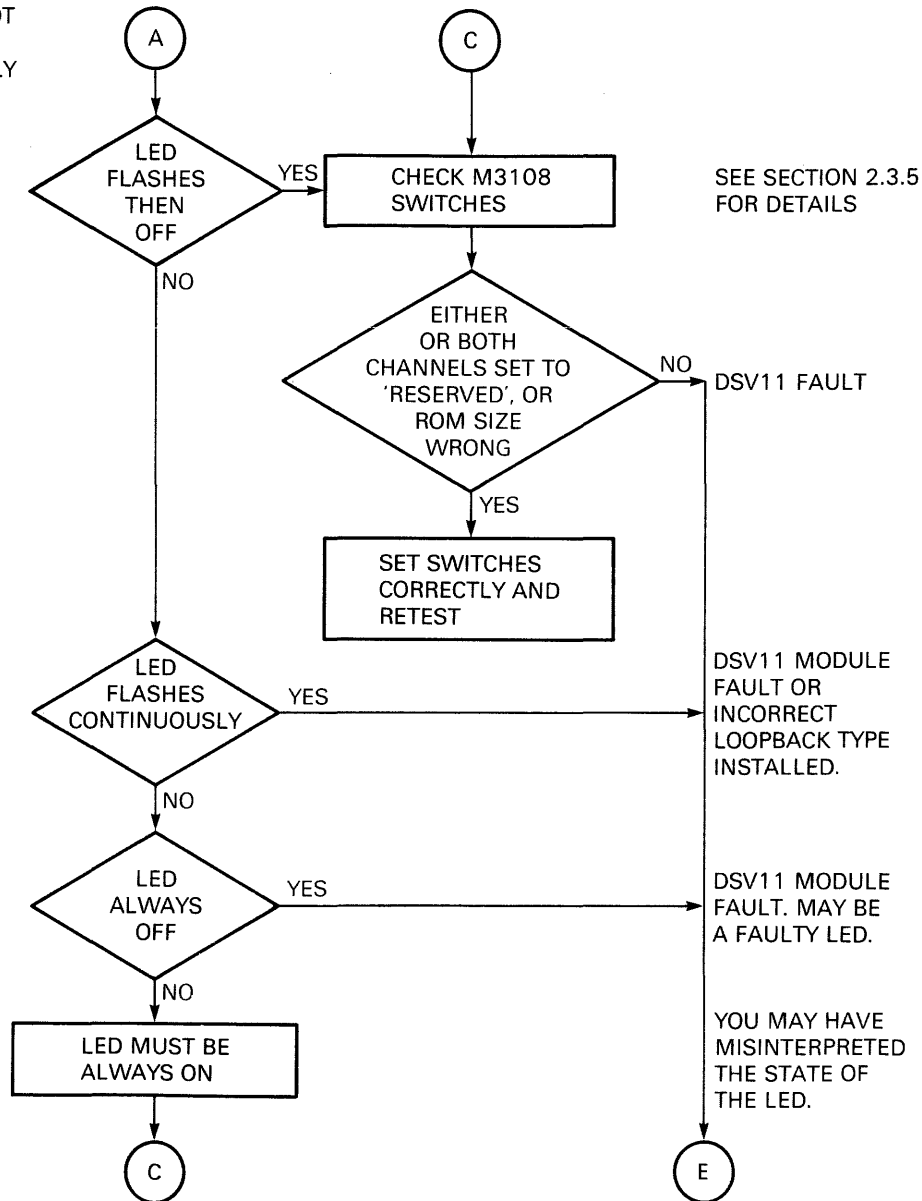 OT
LY
A
C
LED
FLASHES
THEN
OFF
YES
CHECK M3108
SWITCHES
SEE SECTION 2.3.5
FOR DETAILS
NO
EITHER
OR BOTH
CHANNELS SET TO
'RESERVED', OR
ROM SIZE
WRONG
NO
DSV11 FAULT
YES
SET SWITCHES
CORRECTLY AND
RETEST
LED
FLASHES
CONTINUOUSLY
YES
DSV11 MODULE
FAULT OR
INCORRECT
LOOPBACK TYPE
INSTALLED.
NO
LED
ALWAYS
OFF
YES
DSV11 MODULE
FAULT. MAY BE
A FAULTY LED.
NO
LED MUST BE
ALWAYS ON
YOU MAY HAVE
MISINTERPRETED
THE STATE OF
THE LED.
C
E